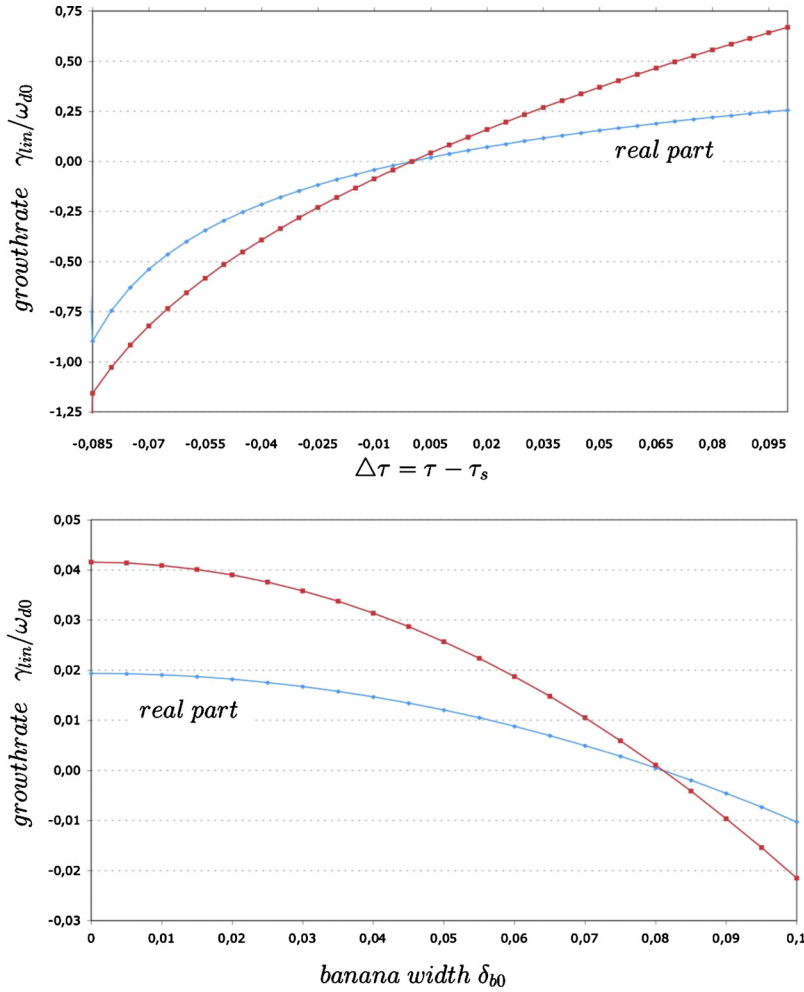 0,75
0,50
0,25
0,00
-0,25
-0,50
-0,75
-1,00
-1,25
growthrate γlin/ωd0
real part
-0,085 -0,07 -0,055 -0,04 -0,025 -0,01 0,005 0,02 0,035 0,05 0,065 0,08 0,095
△τ = τ − τs
0,05
0,04
0,03
0,02
0,01
0,00
-0,01
-0,02
-0,03
growthrate γlin/ωd0
real part
0 0,01 0,02 0,03 0,04 0,05 0,06 0,07 0,08 0,09 0,1
banana width δb0